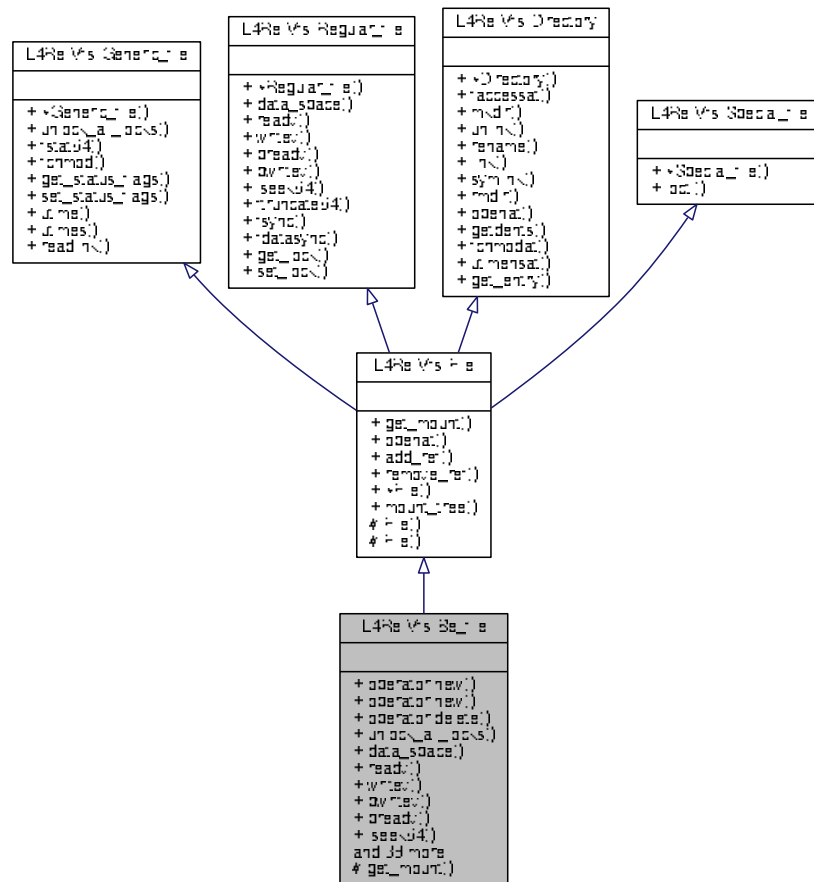 L4Re::Vfs::Generic_file
+ ~Generic_file()
+ unlock_all_locks()
+ fstat64()
+ fchmod()
+ get_status_flags()
+ set_status_flags()
+ utime()
+ utimes()
+ readlink()
L4Re::Vfs::Regular_file
+ ~Regular_file()
+ data_space()
+ readv()
+ writev()
+ preadv()
+ pwritev()
+ lseek64()
+ ftruncate64()
+ fsync()
+ fdatasync()
+ get_lock()
+ set_lock()
L4Re::Vfs::Directory
+ ~Directory()
+ faccessat()
+ mkdir()
+ unlink()
+ rename()
+ link()
+ symlink()
+ rmdir()
+ openat()
+ getdents()
+ fchmodat()
+ utimensat()
+ get_entry()
L4Re::Vfs::Special_file
+ ~Special_file()
+ ioctl()
L4Re::Vfs::File
+ get_mount()
+ openat()
+ add_ref()
+ remove_ref()
+ ~File()
+ mount_tree()
# File()
# File()
L4Re::Vfs::Be_file
+ operator new()
+ operator new()
+ operator delete()
+ unlock_all_locks()
+ data_space()
+ readv()
+ writev()
+ pwritev()
+ preadv()
+ lseek64()
and more
# get_mount()